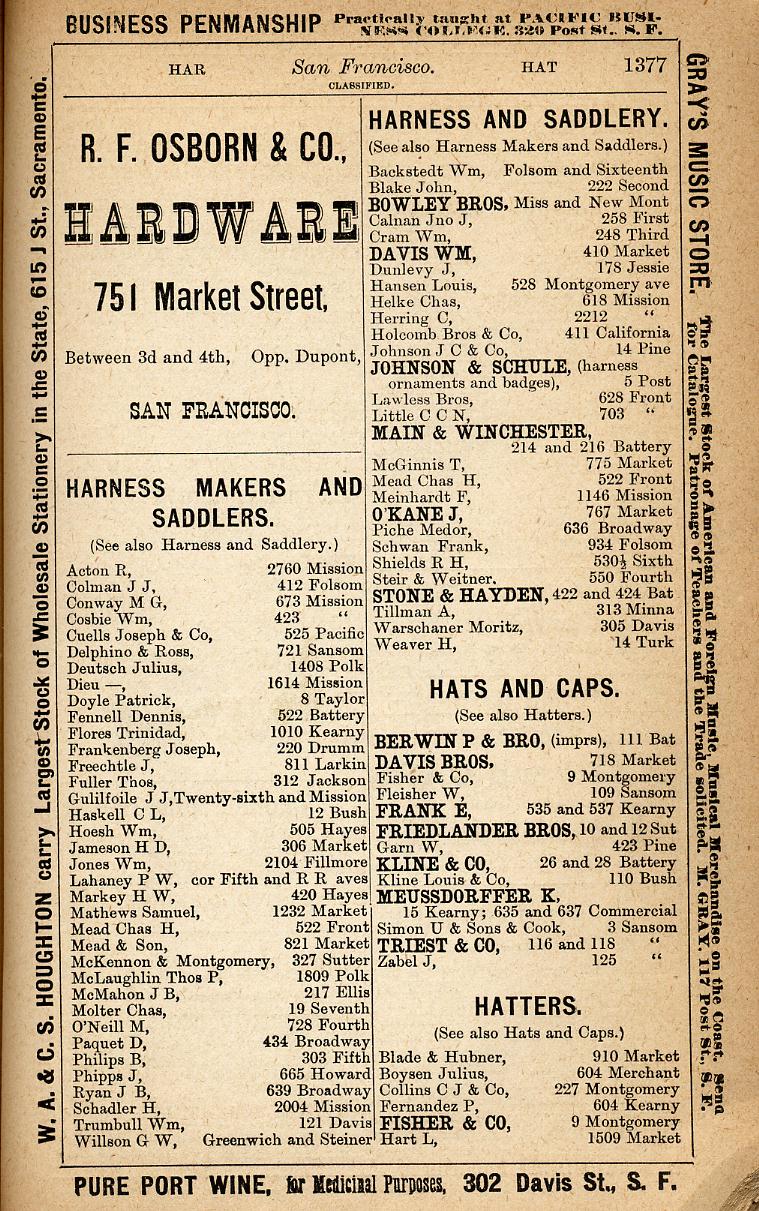 BUSINESS PENMANSHIP Practically taught at PACIFIC BUSI-
NESS COLLEGE, 320 Post St., S. F.
HAR San Francisco. HAT 1377
CLASSIFIED.
R. F. OSBORN & CO.,
HARDWARE
751 Market Street,
Between 3d and 4th, Opp. Dupont,
SAN FRANCISCO.
HARNESS MAKERS AND
SADDLERS.
(See also Harness and Saddlery.)
Acton R, 2760 Mission
Colman J J, 412 Folsom
Conway M G, 673 Mission
Cosbie Wm, 423 "
Cuells Joseph & Co, 525 Pacific
Delphino & Ross, 721 Sansom
Deutsch Julius, 1408 Polk
Dieu —, 1614 Mission
Doyle Patrick, 8 Taylor
Fennell Dennis, 522 Battery
Flores Trinidad, 1010 Kearny
Frankenberg Joseph, 220 Drumm
Freechtle J, 811 Larkin
Fuller Thos, 312 Jackson
Gulilfoile J J, Twenty-sixth and Mission
Haskell C L, 12 Bush
Hoesh Wm, 505 Hayes
Jameson H D, 306 Market
Jones Wm, 2104 Fillmore
Lahaney P W, cor Fifth and R R aves
Markey H W, 420 Hayes
Mathews Samuel, 1232 Market
Mead Chas H, 522 Front
Mead & Son, 821 Market
McKennon & Montgomery, 327 Sutter
McLaughlin Thos P, 1809 Polk
McMahon J B, 217 Ellis
Molter Chas, 19 Seventh
O'Neill M, 728 Fourth
Paquet D, 434 Broadway
Philips B, 303 Fifth
Phipps J, 665 Howard
Ryan J B, 639 Broadway
Schadler H, 2004 Mission
Trumbull Wm, 121 Davis
Willson G W, Greenwich and Steiner
HARNESS AND SADDLERY.
(See also Harness Makers and Saddlers.)
Backstedt Wm, Folsom and Sixteenth
Blake John, 222 Second
BOWLEY BROS, Miss and New Mont
Calnan Jno J, 258 First
Cram Wm, 248 Third
DAVIS WM, 410 Market
Dunlevy J, 178 Jessie
Hansen Louis, 528 Montgomery ave
Helke Chas, 618 Mission
Herring C, 2212 "
Holcomb Bros & Co, 411 California
Johnson J C & Co, 14 Pine
JOHNSON & SCHULE, (harness
ornaments and badges), 5 Post
Lawless Bros, 628 Front
Little C C N, 703 "
MAIN & WINCHESTER,
214 and 216 Battery
McGinnis T, 775 Market
Mead Chas H, 522 Front
Meinhardt F, 1146 Mission
O'KANE J, 767 Market
Piche Medor, 636 Broadway
Schwan Frank, 934 Folsom
Shields R H, 530½ Sixth
Steir & Weitner. 550 Fourth
STONE & HAYDEN, 422 and 424 Bat
Tillman A, 313 Minna
Warschaner Moritz, 305 Davis
Weaver H, 14 Turk
HATS AND CAPS.
(See also Hatters.)
BERWIN P & BRO, (imprs), 111 Bat
DAVIS BROS, 718 Market
Fisher & Co, 9 Montgomery
Fleisher W, 109 Sansom
FRANK E, 535 and 537 Kearny
FRIEDLANDER BROS, 10 and 12 Sut
Garn W, 423 Pine
KLINE & CO, 26 and 28 Battery
Kline Louis & Co, 110 Bush
MEUSSDORFFER K,
15 Kearny; 635 and 637 Commercial
Simon U & Sons & Cook, 3 Sansom
TRIEST & CO, 116 and 118 "
Zabel J, 125 "
HATTERS.
(See also Hats and Caps.)
Blade & Hubner, 910 Market
Boysen Julius, 604 Merchant
Collins C J & Co, 227 Montgomery
Fernandez P, 604 Kearny
FISHER & CO, 9 Montgomery
Hart L, 1509 Market
W. A. & C. S. HOUGHTON carry Largest Stock of Wholesale Stationery in the State, 615 J St., Sacramento.
GRAY'S MUSIC STORE. The Largest Stock of American and Foreign Music, Musical Merchandise on the Coast. Send
for Catalogue. Patronage of Teachers and the Trade solicited. M. GRAY, 117 Post St., S. F.
PURE PORT WINE, for Medicinal Purposes, 302 Davis St., S. F.